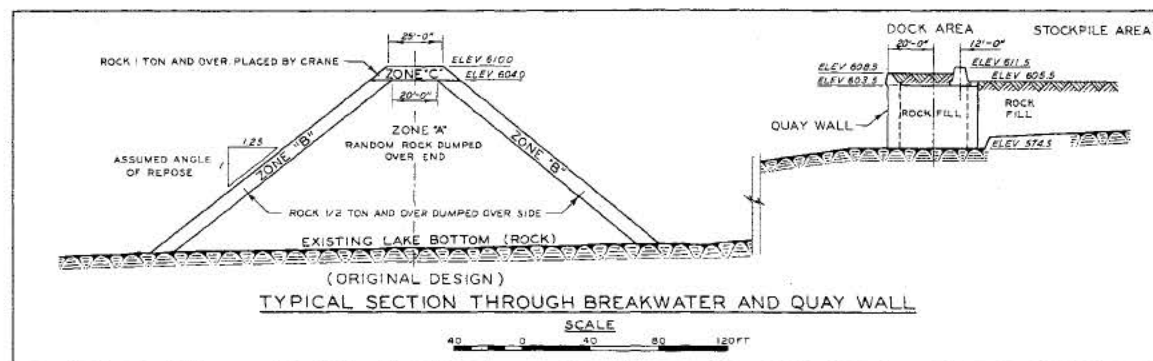 25'-0"
ROCK 1 TON AND OVER, PLACED BY CRANE
ELEV 610.0
ZONE "C"
ELEV 604.0
20'-0"
ZONE "A"
RANDOM ROCK DUMPED
OVER END
1.25
1
ASSUMED ANGLE
OF REPOSE
ZONE "B"
ZONE "B"
ROCK 1/2 TON AND OVER DUMPED OVER SIDE
EXISTING LAKE BOTTOM (ROCK)
DOCK AREA
STOCKPILE AREA
20'-0"
12'-0"
ELEV 608.5
ELEV 611.5
ELEV 603.5
ELEV 605.5
QUAY WALL
ROCK FILL
ROCK
FILL
ELEV 574.5
(ORIGINAL DESIGN)
TYPICAL SECTION THROUGH BREAKWATER AND QUAY WALL
SCALE
40 0 40 80 120 FT